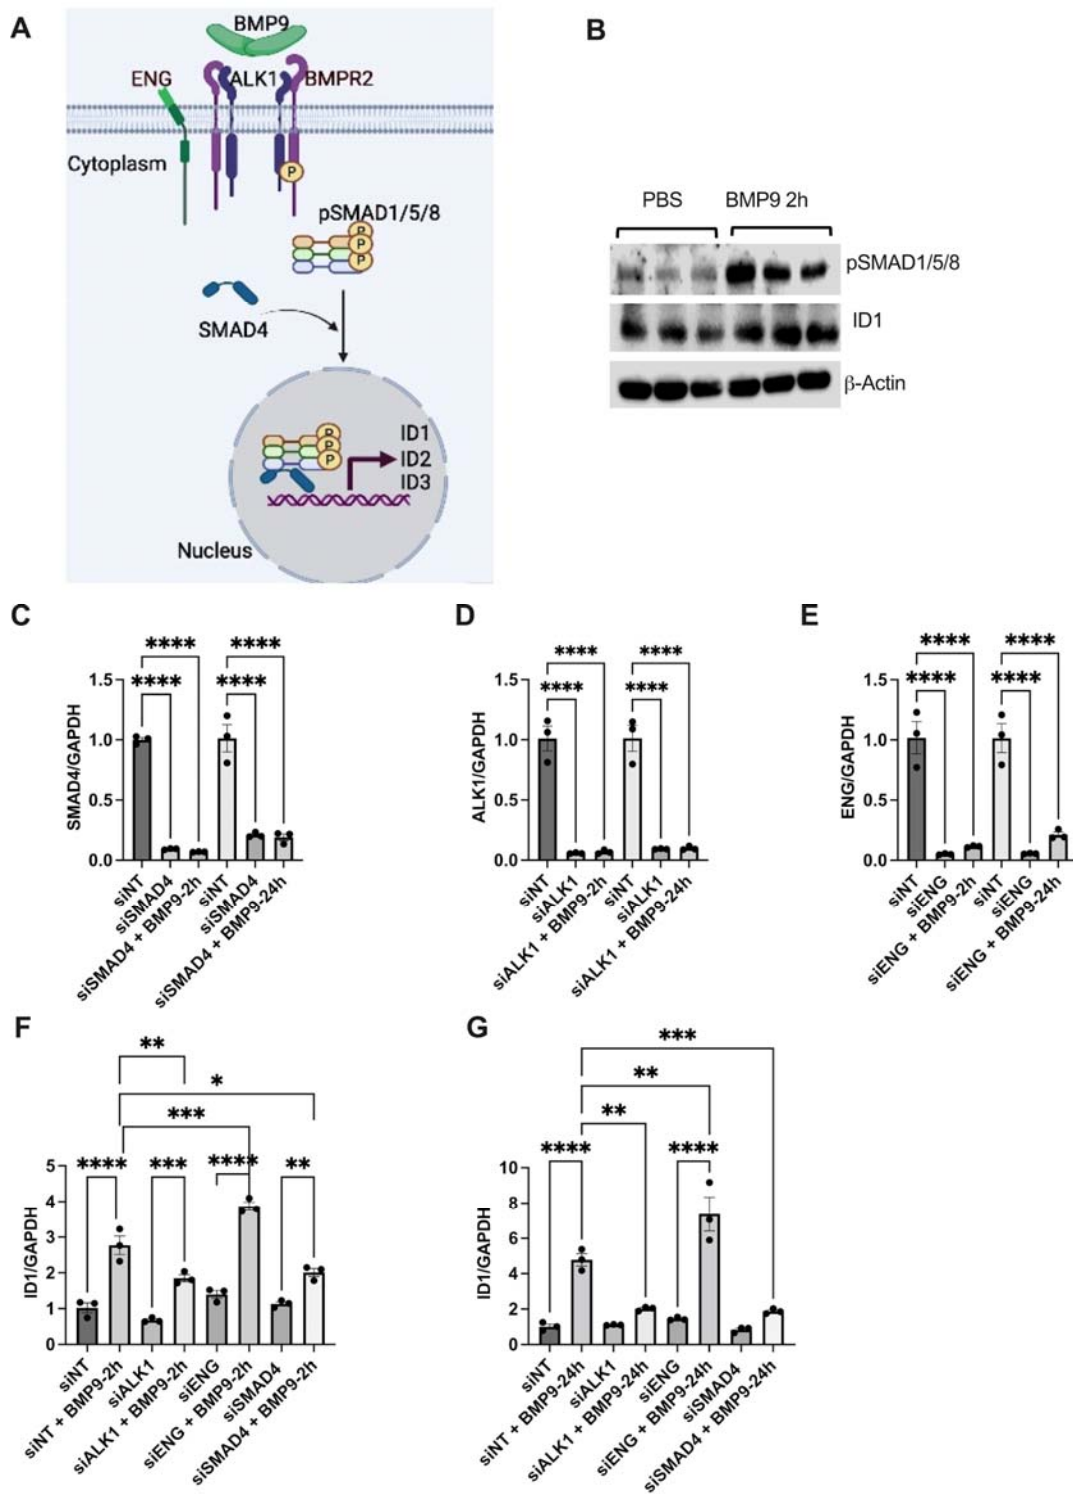 A
BMP9
ENG
ALK1
BMPR2
Cytoplasm
P
pSMAD1/5/8
P
P
P
SMAD4
P
P
P
ID1
ID2
ID3
Nucleus
B
PBS
BMP9 2h
pSMAD1/5/8
ID1
β-Actin
C
****
****
****
****
1.5
1.0
0.5
0.0
SMAD4/GAPDH
siNT
siSMAD4
siSMAD4 + BMP9-2h
siNT
siSMAD4
siSMAD4 + BMP9-24h
D
****
****
****
****
1.5
1.0
0.5
0.0
ALK1/GAPDH
siNT
siALK1
siALK1 + BMP9-2h
siNT
siALK1
siALK1 + BMP9-24h
E
****
****
****
****
1.5
1.0
0.5
0.0
ENG/GAPDH
siNT
siENG
siENG + BMP9-2h
siNT
siENG
siENG + BMP9-24h
F
**
*
***
****
***
****
**
5
4
3
2
1
0
ID1/GAPDH
siNT
siNT + BMP9-2h
siALK1
siALK1 + BMP9-2h
siENG
siENG + BMP9-2h
siSMAD4
siSMAD4 + BMP9-2h
G
***
**
**
****
****
10
8
6
4
2
0
ID1/GAPDH
siNT
siNT + BMP9-24h
siALK1
siALK1 + BMP9-24h
siENG
siENG + BMP9-24h
siSMAD4
siSMAD4 + BMP9-24h